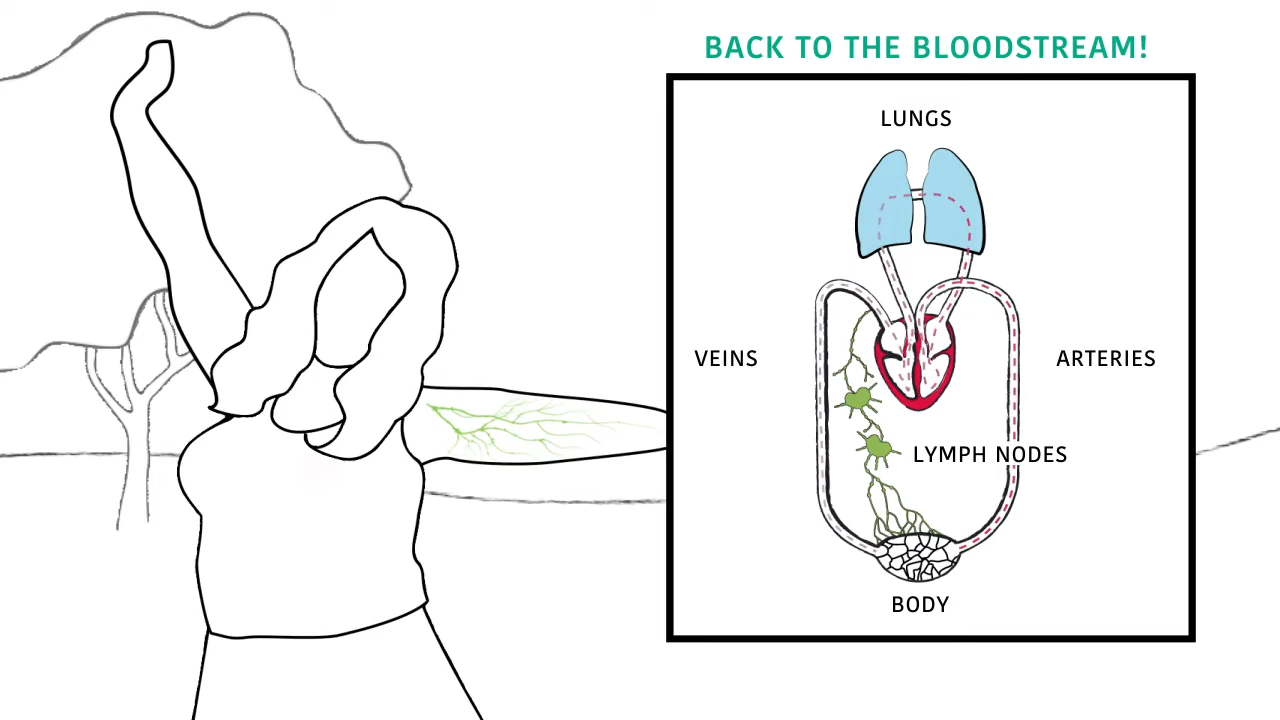 BACK TO THE BLOODSTREAM!
LUNGS
VEINS
ARTERIES
LYMPH NODES
BODY